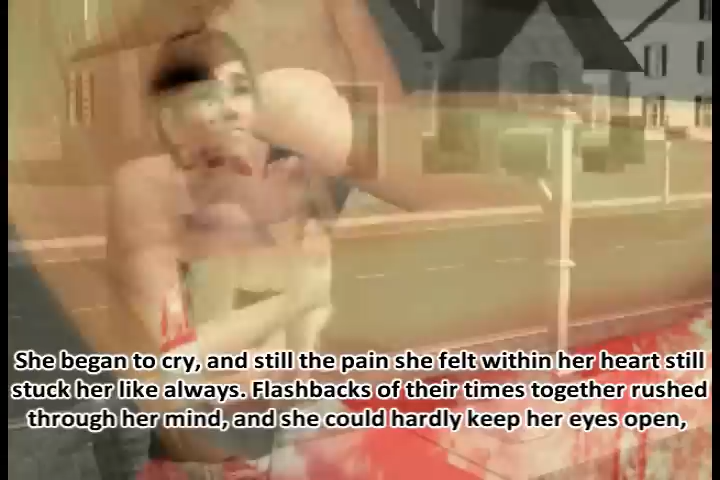 She began to cry, and still the pain she felt within her heart still
stuck her like always. Flashbacks of their times together rushed
through her mind, and she could hardly keep her eyes open,